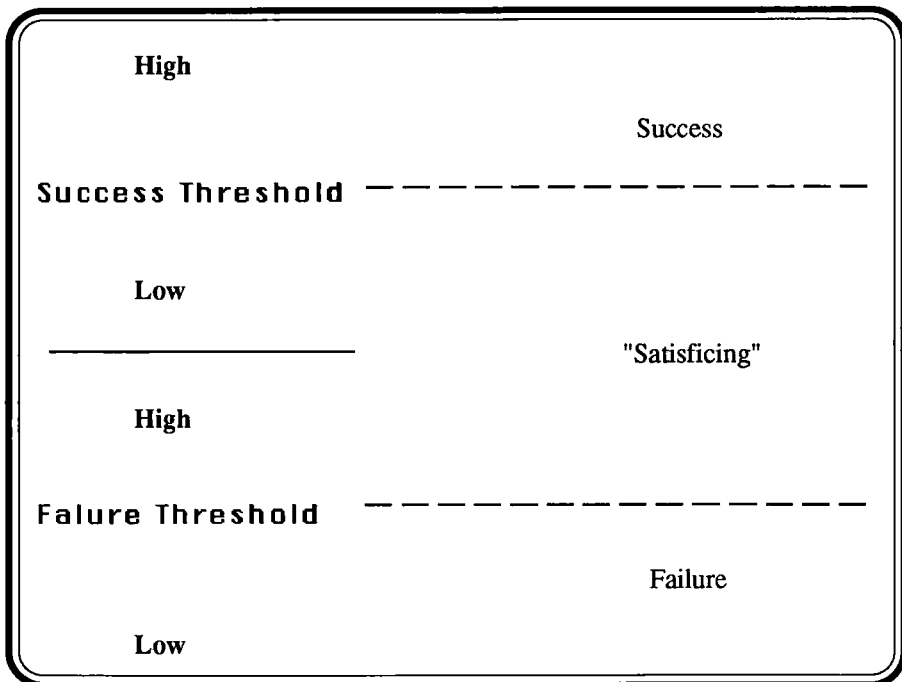 High
Success
Success Threshold
Low
"Satisficing"
High
Falure Threshold
Failure
Low